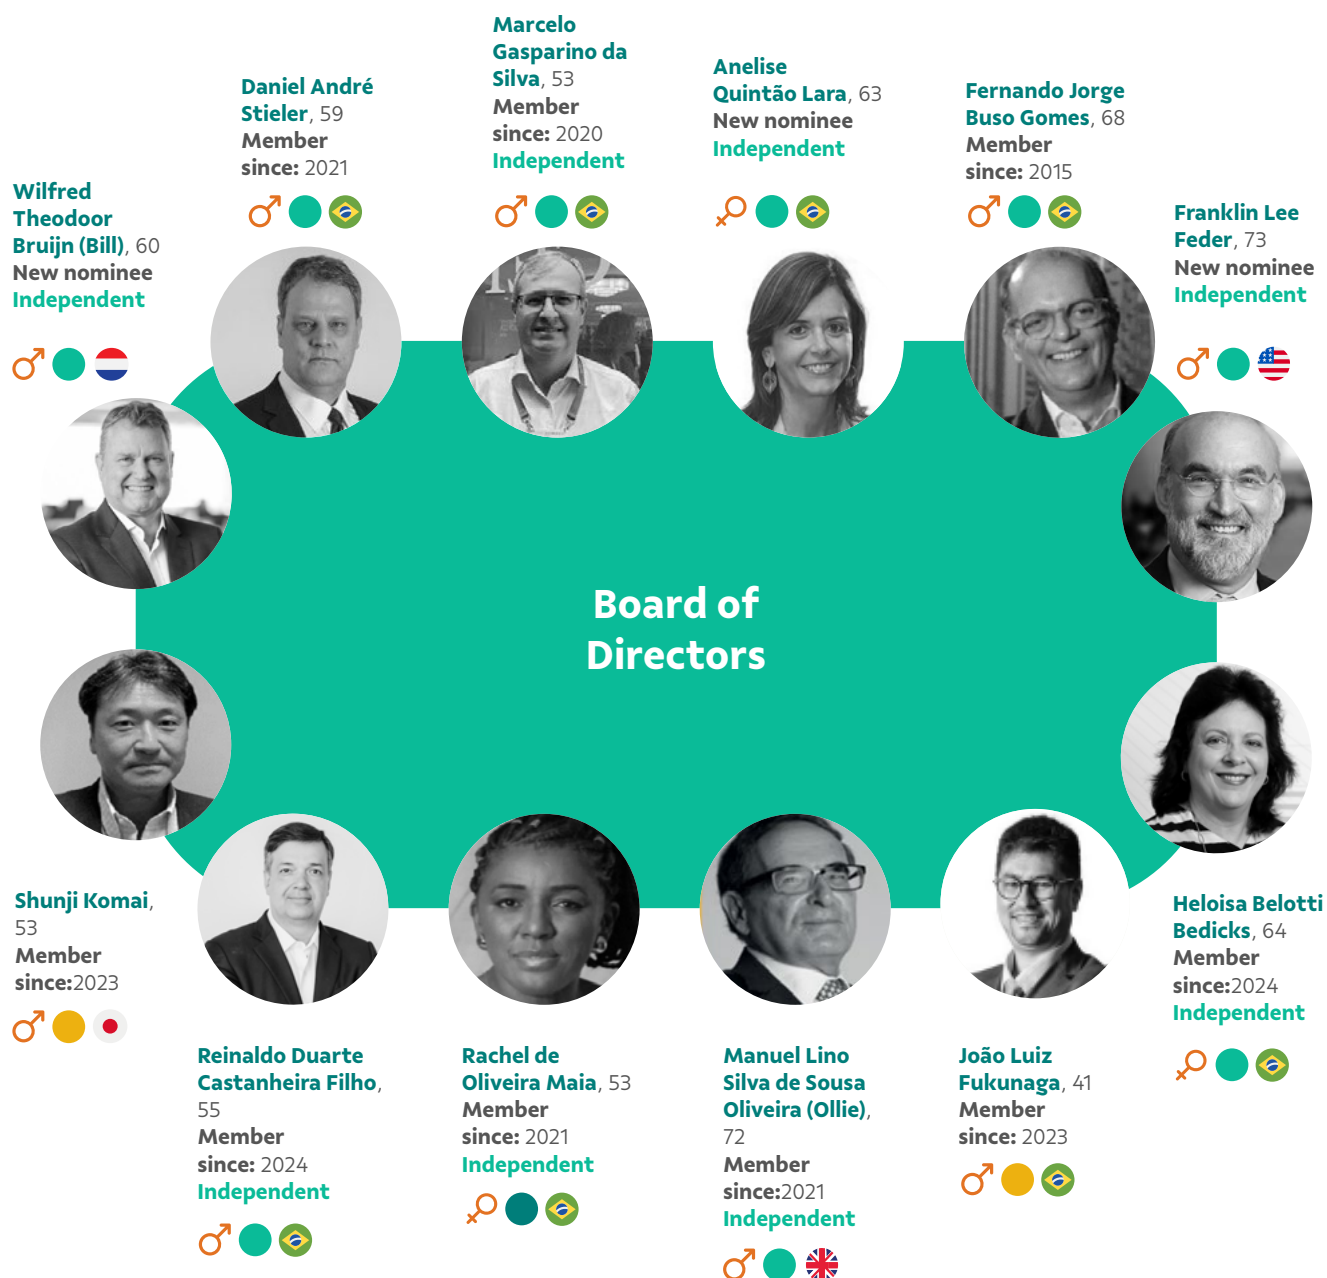 Marcelo
Gasparino da
Silva, 53
Member
since: 2020
Independent
Daniel André
Stieler, 59
Member
since: 2021
Anelise
Quintão Lara, 63
New nominee
Independent
Fernando Jorge
Buso Gomes, 68
Member
since: 2015
Wilfred
Theodoor
Bruijn (Bill), 60
New nominee
Independent
Franklin Lee
Feder, 73
New nominee
Independent
Board of
Directors
Shunji Komai,
53
Member
since:2023
Heloisa Belotti
Bedicks, 64
Member
since:2024
Independent
Reinaldo Duarte
Castanheira Filho,
55
Member
since: 2024
Independent
Rachel de
Oliveira Maia, 53
Member
since: 2021
Independent
Manuel Lino
Silva de Sousa
Oliveira (Ollie),
72
Member
since:2021
Independent
João Luiz
Fukunaga, 41
Member
since: 2023